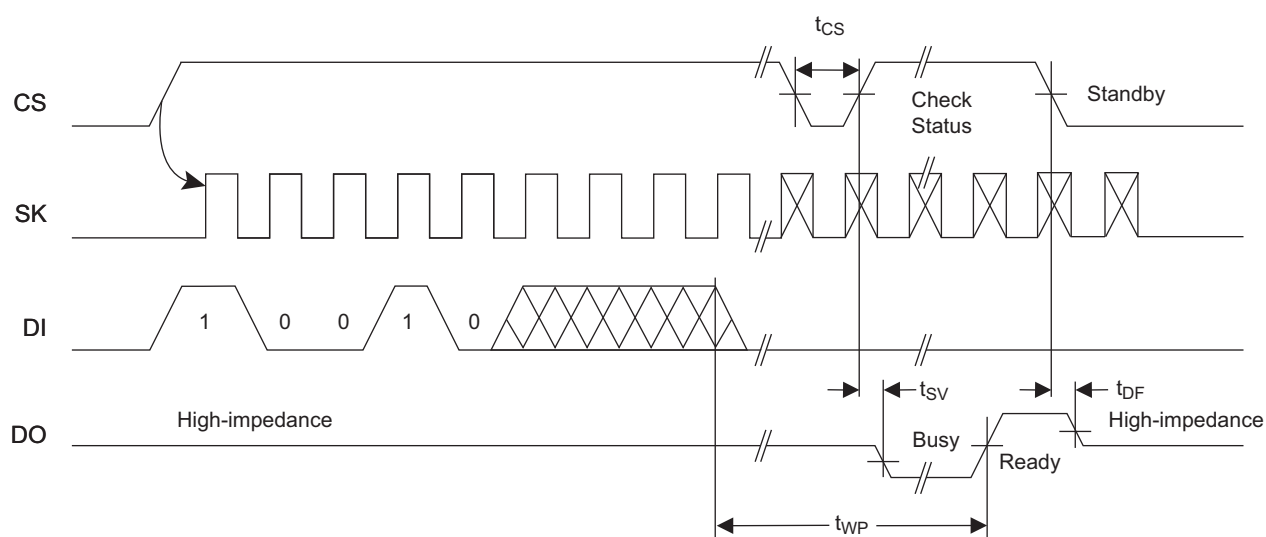 tCS
CS
Check
Status
Standby
SK
DI
1 0 0 1 0
tSV
tDF
DO
High-impedance
Busy
Ready
High-impedance
tWP